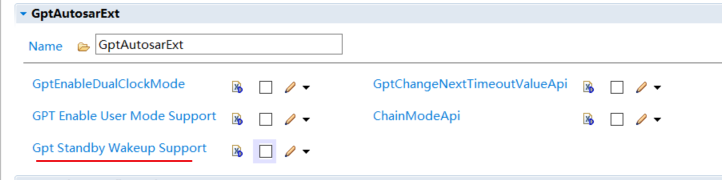 GptAutosarExt
Name GptAutosarExt
GptEnableDualClockMode GptChangeNextTimeoutValueApi
GPT Enable User Mode Support ChainModeApi
Gpt Standby Wakeup Support